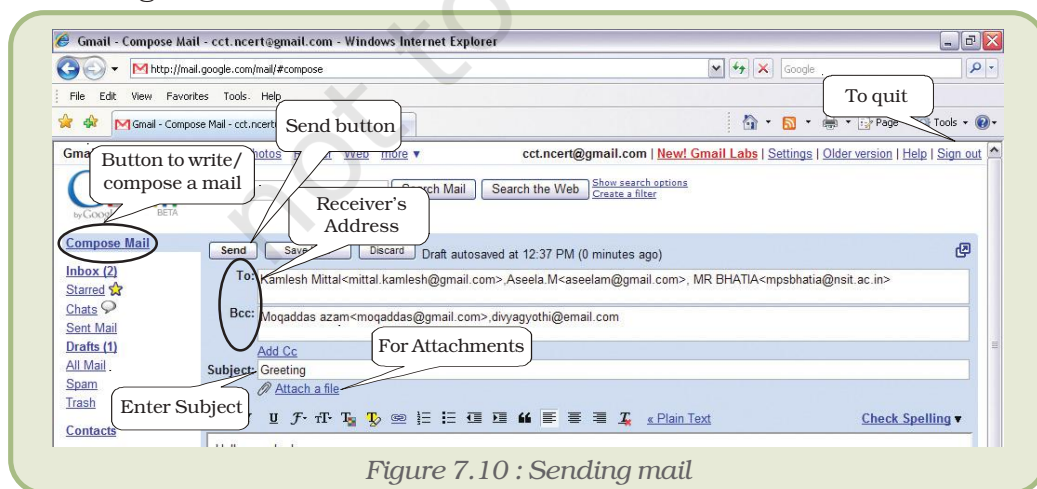 Gmail - Compose Mail - cct.ncert@gmail.com - Windows Internet Explorer
http://mail.google.com/mail/#compose
Google
File Edit View Favorites Tools Help
To quit
Gmail - Compose Mail - cct.ncert
Page Tools
Send button
more
cct.ncert@gmail.com | New! Gmail Labs | Settings | Older version | Help | Sign out
Button to write/
compose a mail
Search Mail Search the Web Show search options
Create a filter
by Google BETA
Receiver's
Address
Compose Mail
Send Discard Draft autosaved at 12:37 PM (0 minutes ago)
Inbox (2)
To: Kamlesh Mittal<mittal.kamlesh@gmail.com>,Aseela.M<aseelam@gmail.com>, MR BHATIA<mpsbhatia@nsit.ac.in>
Starred
Chats
Bcc: Moqaddas azam<moqaddas@gmail.com>,divyagyothi@email.com
Sent Mail
Drafts (1)
Add Cc
For Attachments
All Mail
Subject: Greeting
Spam
Attach a file
Trash
Enter Subject
« Plain Text Check Spelling
Contacts
not to
Figure 7.10 : Sending mail